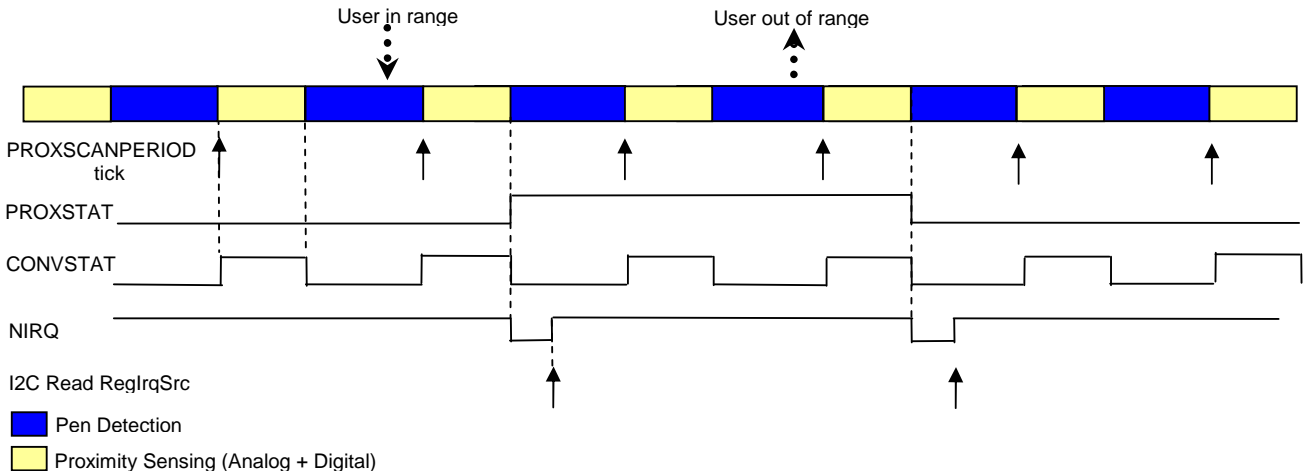 User in range
User out of range
PROXSCANPERIOD
tick
PROXSTAT
CONVSTAT
NIRQ
I2C Read RegIrqSrc
Pen Detection
Proximity Sensing (Analog + Digital)